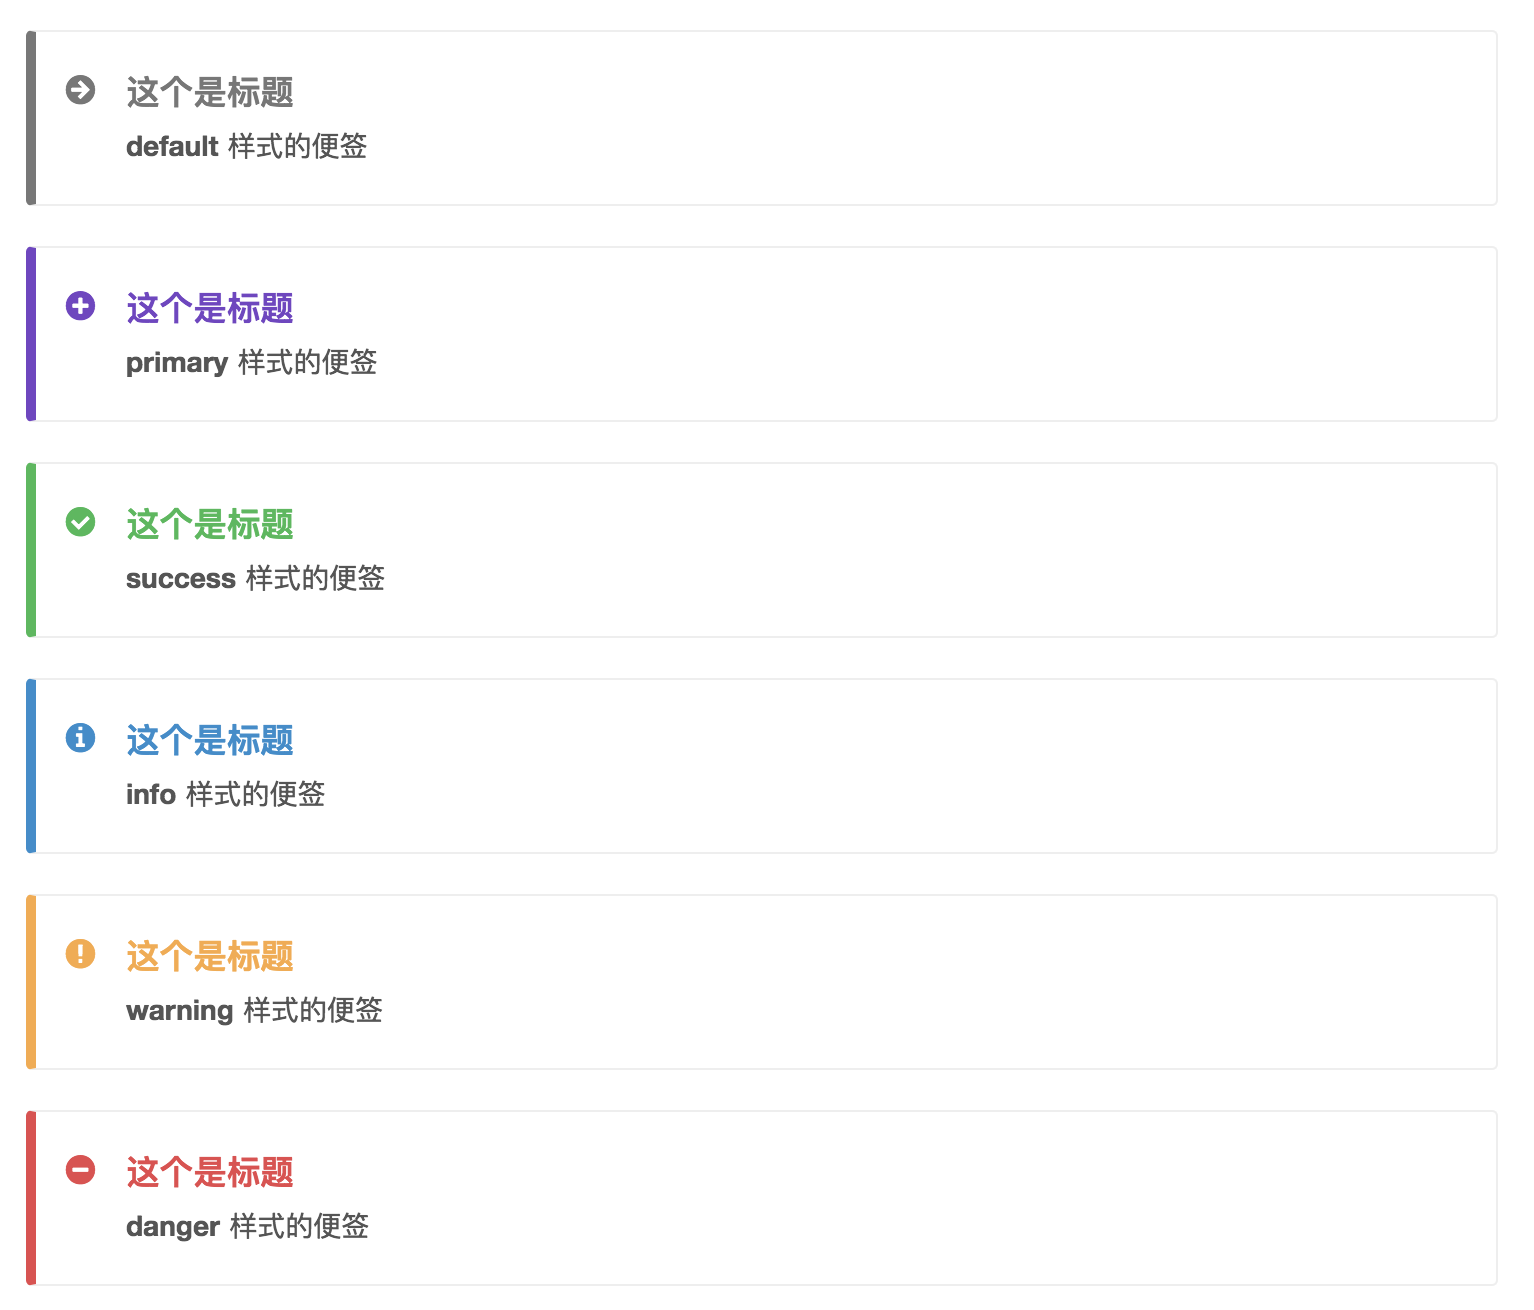 这个是标题
default 样式的便签
这个是标题
primary 样式的便签
这个是标题
success 样式的便签
这个是标题
info 样式的便签
这个是标题
warning 样式的便签
这个是标题
danger 样式的便签